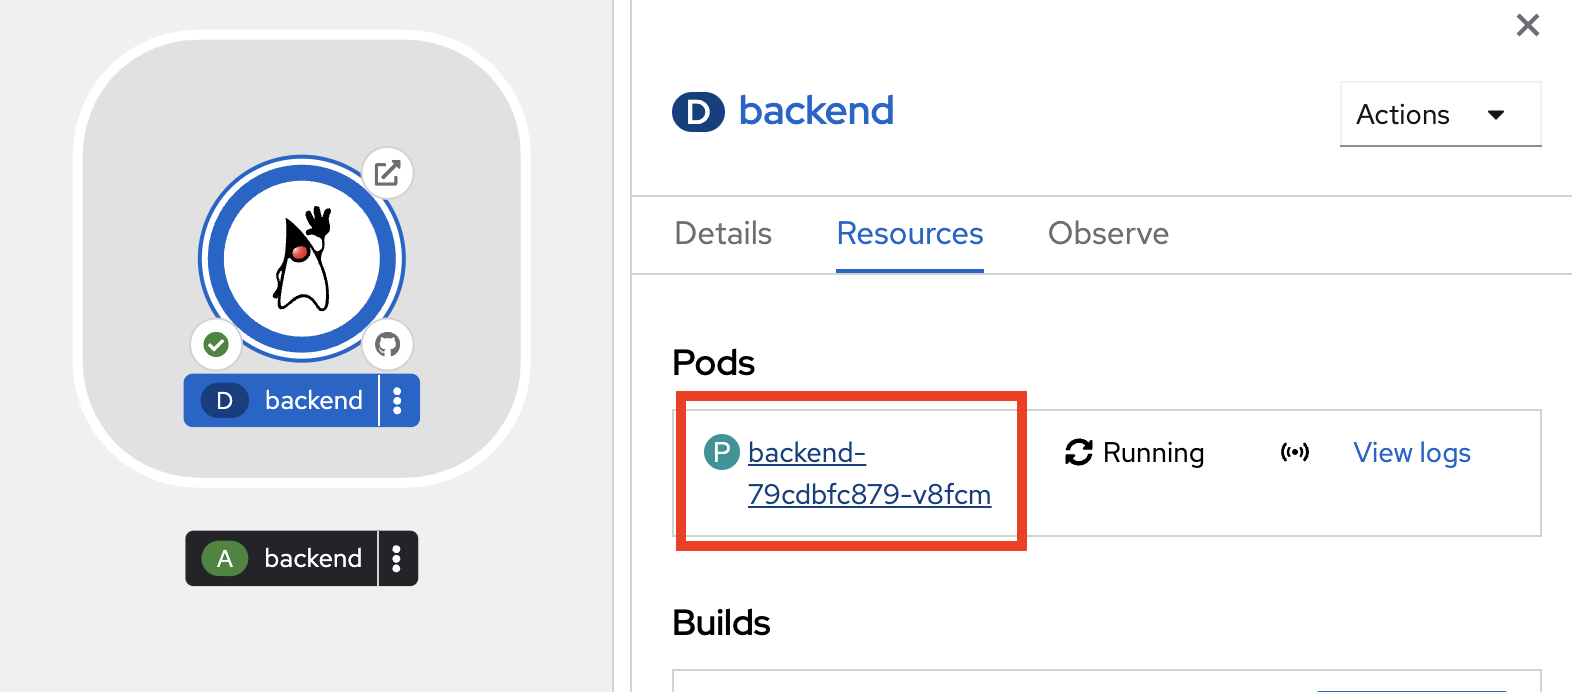 D backend
A backend
D backend
Actions
Details Resources Observe
Pods
P backend-
79cdbfc879-v8fcm
Running
View logs
Builds